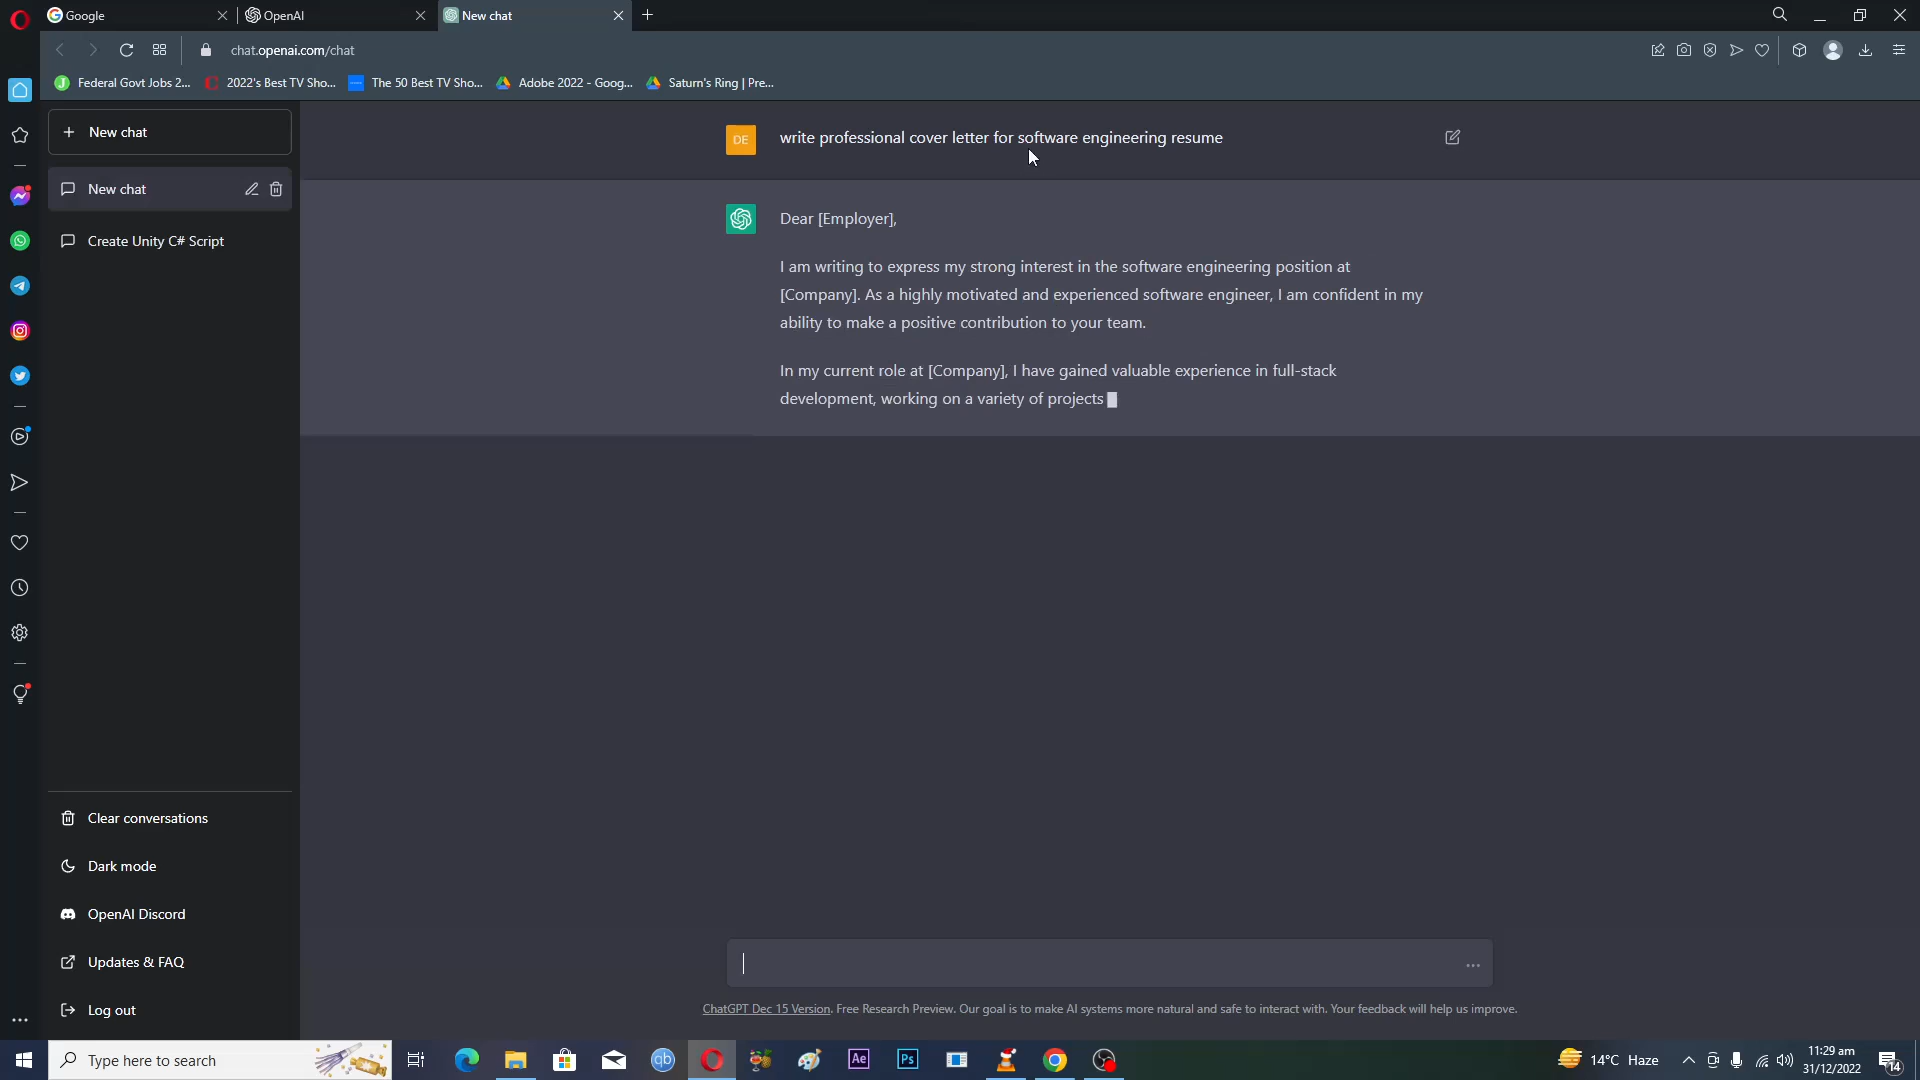 Google
OpenAI
New chat
chat.openai.com/chat
Federal Govt Jobs 2...
2022's Best TV Sho...
The 50 Best TV Sho...
Adobe 2022 - Goog...
Saturn's Ring | Pre...
New chat
New chat
Create Unity C# Script
Clear conversations
Dark mode
OpenAI Discord
Updates & FAQ
Log out
DE
write professional cover letter for software engineering resume
Dear [Employer],
I am writing to express my strong interest in the software engineering position at
[Company]. As a highly motivated and experienced software engineer, I am confident in my
ability to make a positive contribution to your team.
In my current role at [Company], I have gained valuable experience in full-stack
development, working on a variety of projects
ChatGPT Dec 15 Version. Free Research Preview. Our goal is to make AI systems more natural and safe to interact with. Your feedback will help us improve.
Type here to search
qb
Ae
Ps
14°C Haze
11:29 am
31/12/2022
14